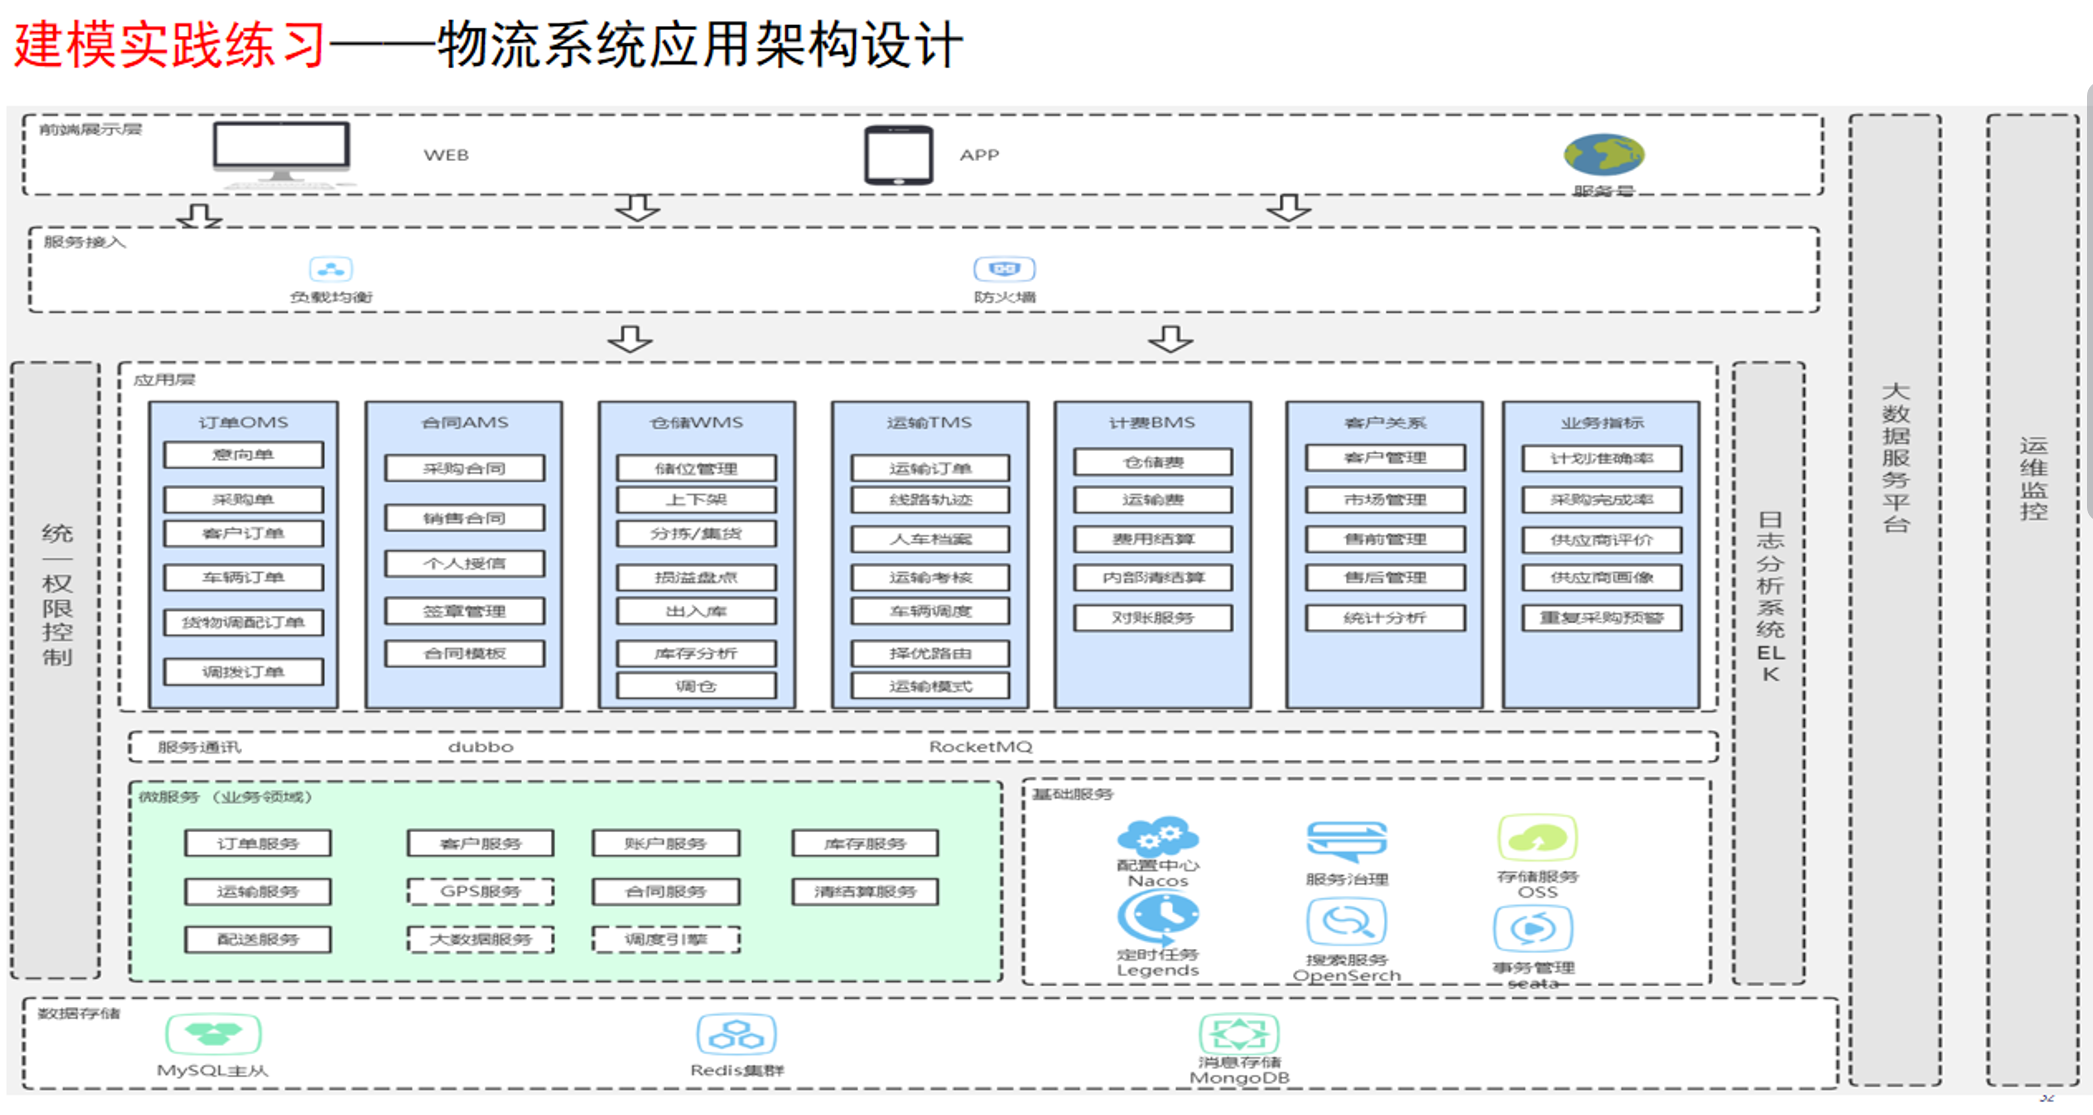 建模实践练习——物流系统应用架构设计
前端展示层
WEB
APP
服务号
服务接入
负载均衡
防火墙
统一权限控制
应用层
订单OMS
意向单
采购单
客户订单
车辆订单
货物调配订单
调拨订单
合同AMS
采购合同
销售合同
个人授信
签章管理
合同模板
仓储WMS
储位管理
上下架
分拣/集货
损溢盘点
出入库
库存分析
调仓
运输TMS
运输订单
线路轨迹
人车档案
运输考核
车辆调度
择优路由
运输模式
计费BMS
仓储费
运输费
费用结算
内部清结算
对账服务
客户关系
客户管理
市场管理
售前管理
售后管理
统计分析
业务指标
计划准确率
采购完成率
供应商评价
供应商画像
重复采购预警
日志分析系统ELK
大数据服务平台
运维监控
服务通讯
dubbo
RocketMQ
微服务（业务领域）
订单服务
客户服务
账户服务
库存服务
运输服务
GPS服务
合同服务
清结算服务
配送服务
大数据服务
调度引擎
基础服务
配置中心
Nacos
服务治理
存储服务
OSS
定时任务
Legends
搜索服务
OpenSerch
事务管理
seata
数据存储
MySQL主从
Redis集群
消息存储
MongoDB